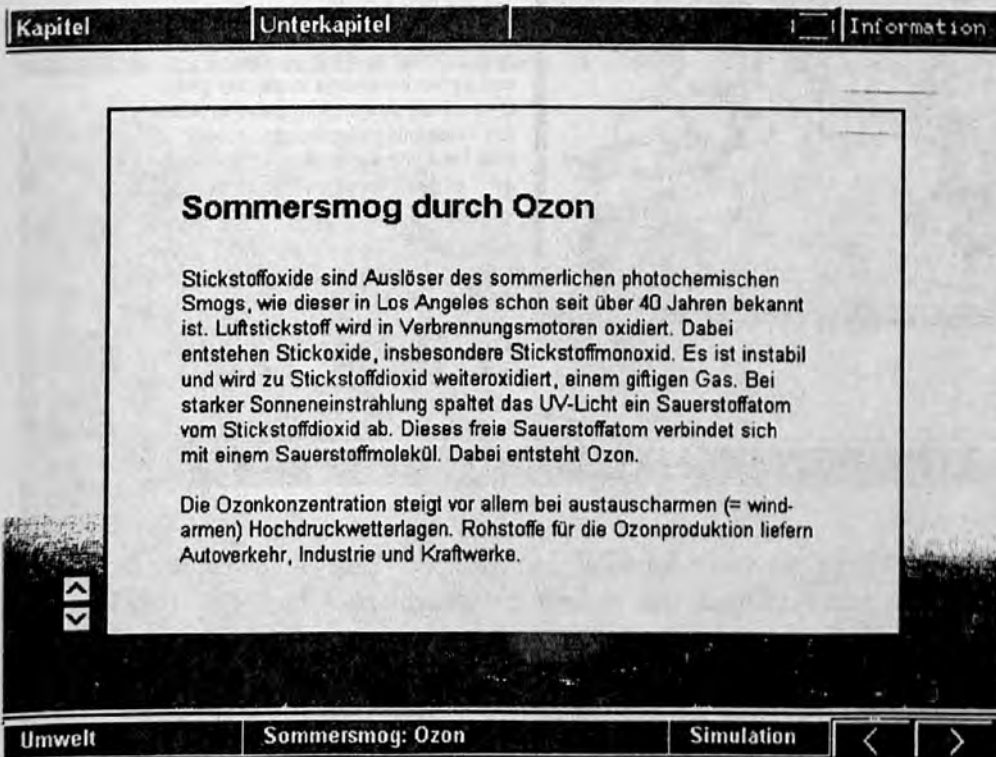 Kapitel Unterkapitel Information
Sommersmog durch Ozon
Stickstoffoxide sind Auslöser des sommerlichen photochemischen
Smogs, wie dieser in Los Angeles schon seit über 40 Jahren bekannt
ist. Luftstickstoff wird in Verbrennungsmotoren oxidiert. Dabei
entstehen Stickoxide, insbesondere Stickstoffmonoxid. Es ist instabil
und wird zu Stickstoffdioxid weiteroxidiert, einem giftigen Gas. Bei
starker Sonneneinstrahlung spaltet das UV-Licht ein Sauerstoffatom
vom Stickstoffdioxid ab. Dieses freie Sauerstoffatom verbindet sich
mit einem Sauerstoffmolekül. Dabei entsteht Ozon.
Die Ozonkonzentration steigt vor allem bei austauscharmen (= wind-
armen) Hochdruckwetterlagen. Rohstoffe für die Ozonproduktion liefern
Autoverkehr, Industrie und Kraftwerke.
Umwelt Sommersmog: Ozon Simulation < >